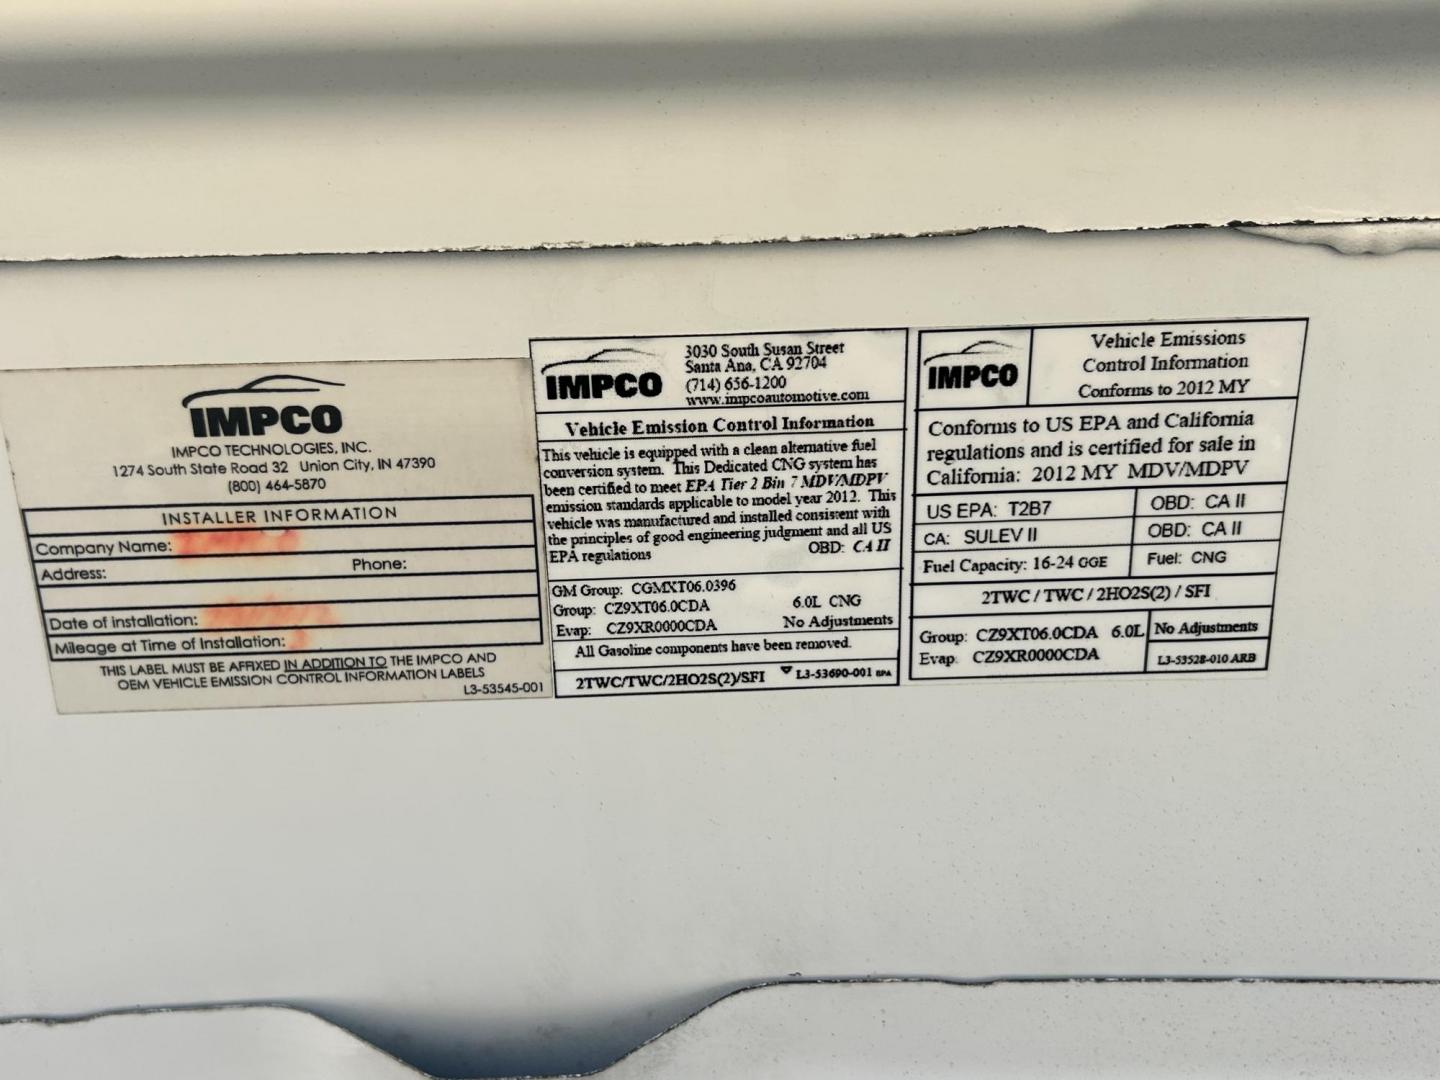 IMPCO
IMPCO TECHNOLOGIES, INC.
1274 South State Road 32 Union City, IN 47390
(800) 464-5870
INSTALLER INFORMATION
Company Name:
Address: Phone:
Date of installation:
Mileage at Time of Installation:
THIS LABEL MUST BE AFFIXED IN ADDITION TO THE IMPCO AND
OEM VEHICLE EMISSION CONTROL INFORMATION LABELS
L3-53545-001
IMPCO
3030 South Susan Street
Santa Ana, CA 92704
(714) 656-1200
www.impcoautomotive.com
Vehicle Emission Control Information
This vehicle is equipped with a clean alternative fuel
conversion system. This Dedicated CNG system has
been certified to meet EPA Tier 2 Bin 7 MDV/MDPV
emission standards applicable to model year 2012. This
vehicle was manufactured and installed consistent with
the principles of good engineering judgment and all US
EPA regulations OBD: CA II
GM Group: CGMXT06.0396
Group: CZ9XT06.0CDA 6.0L CNG
Evap: CZ9XR0000CDA No Adjustments
All Gasoline components have been removed.
2TWC/TWC/2HO2S(2)/SFI L3-53690-001 EPA
IMPCO
Vehicle Emissions
Control Information
Conforms to 2012 MY
Conforms to US EPA and California
regulations and is certified for sale in
California: 2012 MY MDV/MDPV
US EPA: T2B7 OBD: CA II
CA: SULEV II OBD: CA II
Fuel Capacity: 16-24 GGE Fuel: CNG
2TWC / TWC / 2HO2S(2) / SFI
Group: CZ9XT06.0CDA 6.0L No Adjustments
Evap: CZ9XR0000CDA L3-53528-010 ARB